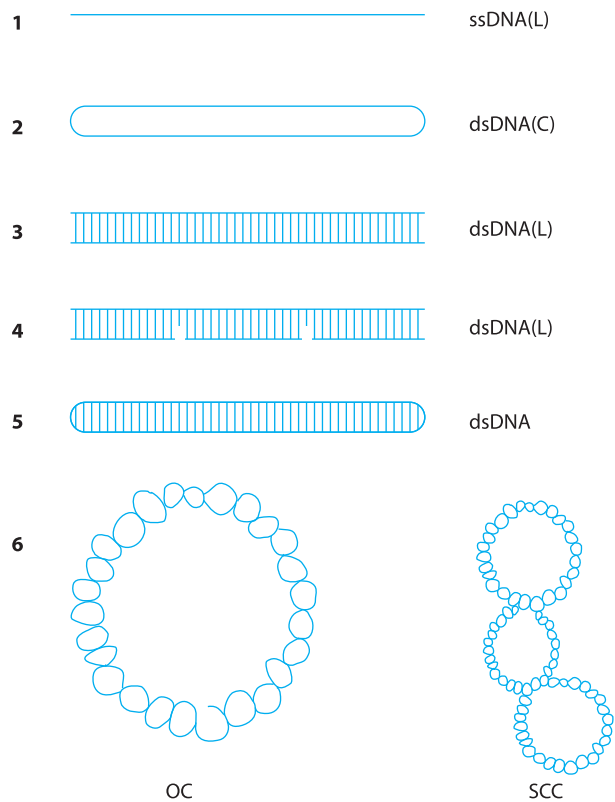 1 ssDNA(L)
2 dsDNA(C)
3 dsDNA(L)
4 dsDNA(L)
5 dsDNA
6
OC SCC